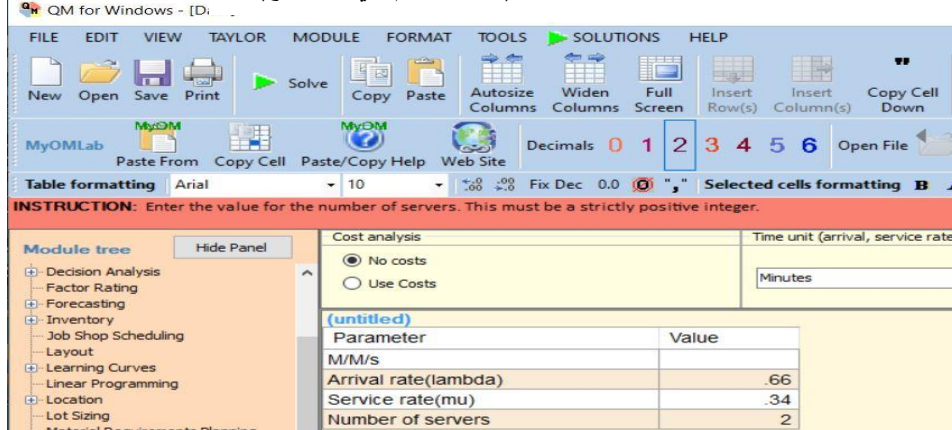 QM for Windows - [Da
FILE EDIT VIEW TAYLOR MODULE FORMAT TOOLS SOLUTIONS HELP
New Open Save Print Solve Copy Paste Autosize Columns Widen Columns Full Screen Insert Row(s) Insert Column(s) Copy Cell Down
MyOMLab MyOM Paste From Copy Cell MyOM Paste/Copy Help Web Site Decimals 0 1 2 3 4 5 6 Open File
Table formatting Arial 10 Fix Dec 0.0 "," Selected cells formatting B
INSTRUCTION: Enter the value for the number of servers. This must be a strictly positive integer.
Module tree Hide Panel
Decision Analysis
Factor Rating
Forecasting
Inventory
Job Shop Scheduling
Layout
Learning Curves
Linear Programming
Location
Lot Sizing
Material Requirements Planning
Cost analysis
No costs
Use Costs
Time unit (arrival, service rate
Minutes
(untitled)
Parameter Value
M/M/s
Arrival rate(lambda) .66
Service rate(mu) .34
Number of servers 2